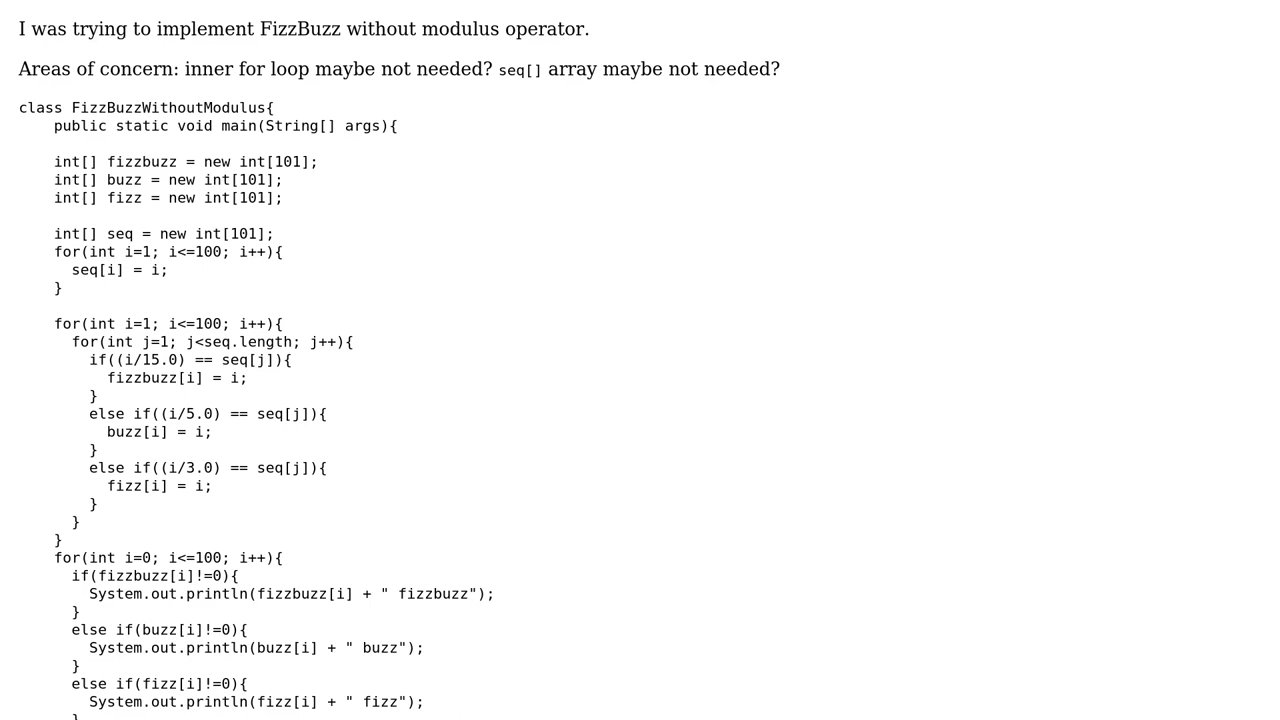 I was trying to implement FizzBuzz without modulus operator.
Areas of concern: inner for loop maybe not needed? seq[] array maybe not needed?
class FizzBuzzWithoutModulus{
    public static void main(String[] args){

    int[] fizzbuzz = new int[101];
    int[] buzz = new int[101];
    int[] fizz = new int[101];

    int[] seq = new int[101];
    for(int i=1; i<=100; i++){
      seq[i] = i;
    }

    for(int i=1; i<=100; i++){
      for(int j=1; j<seq.length; j++){
        if((i/15.0) == seq[j]){
          fizzbuzz[i] = i;
        }
        else if((i/5.0) == seq[j]){
          buzz[i] = i;
        }
        else if((i/3.0) == seq[j]){
          fizz[i] = i;
        }
      }
    }
    for(int i=0; i<=100; i++){
      if(fizzbuzz[i]!=0){
        System.out.println(fizzbuzz[i] + " fizzbuzz");
      }
      else if(buzz[i]!=0){
        System.out.println(buzz[i] + " buzz");
      }
      else if(fizz[i]!=0){
        System.out.println(fizz[i] + " fizz");
      }